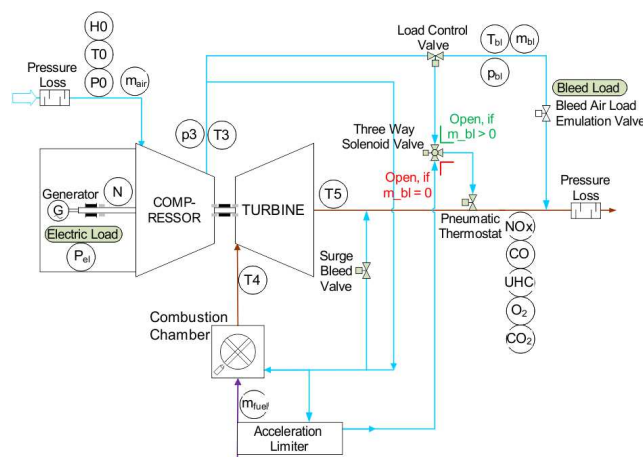 H0
T0
P0
Pressure
Loss
m_air
Load Control
Valve
T_bl
m_bl
p_bl
Bleed Load
Bleed Air Load
Emulation Valve
p3
T3
Open, if
m_bl > 0
Three Way
Solenoid Valve
Open, if
m_bl = 0
Generator
G
N
COMP-
RESSOR
TURBINE
T5
Pressure
Loss
Pneumatic
Thermostat
Electric Load
P_el
NOx
CO
UHC
O₂
CO₂
Surge
Bleed
Valve
T4
Combustion
Chamber
m_fuel
Acceleration
Limiter